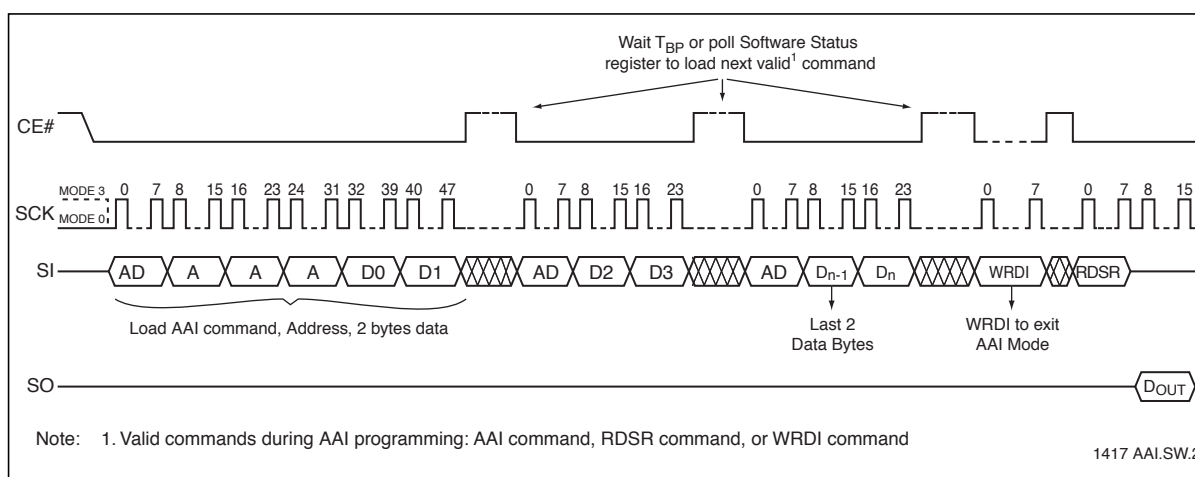 Wait TBP or poll Software Status
register to load next valid1 command
CE#
MODE 3
MODE 0
SCK
0 7 8 15 16 23 24 31 32 39 40 47 0 7 8 15 16 23 0 7 8 15 16 23 0 7 0 7 8 15
SI
AD A A A D0 D1 AD D2 D3 AD Dn-1 Dn WRDI RDSR
Load AAI command, Address, 2 bytes data
Last 2
Data Bytes
WRDI to exit
AAI Mode
SO
DOUT
Note: 1. Valid commands during AAI programming: AAI command, RDSR command, or WRDI command
1417 AAI.SW.2